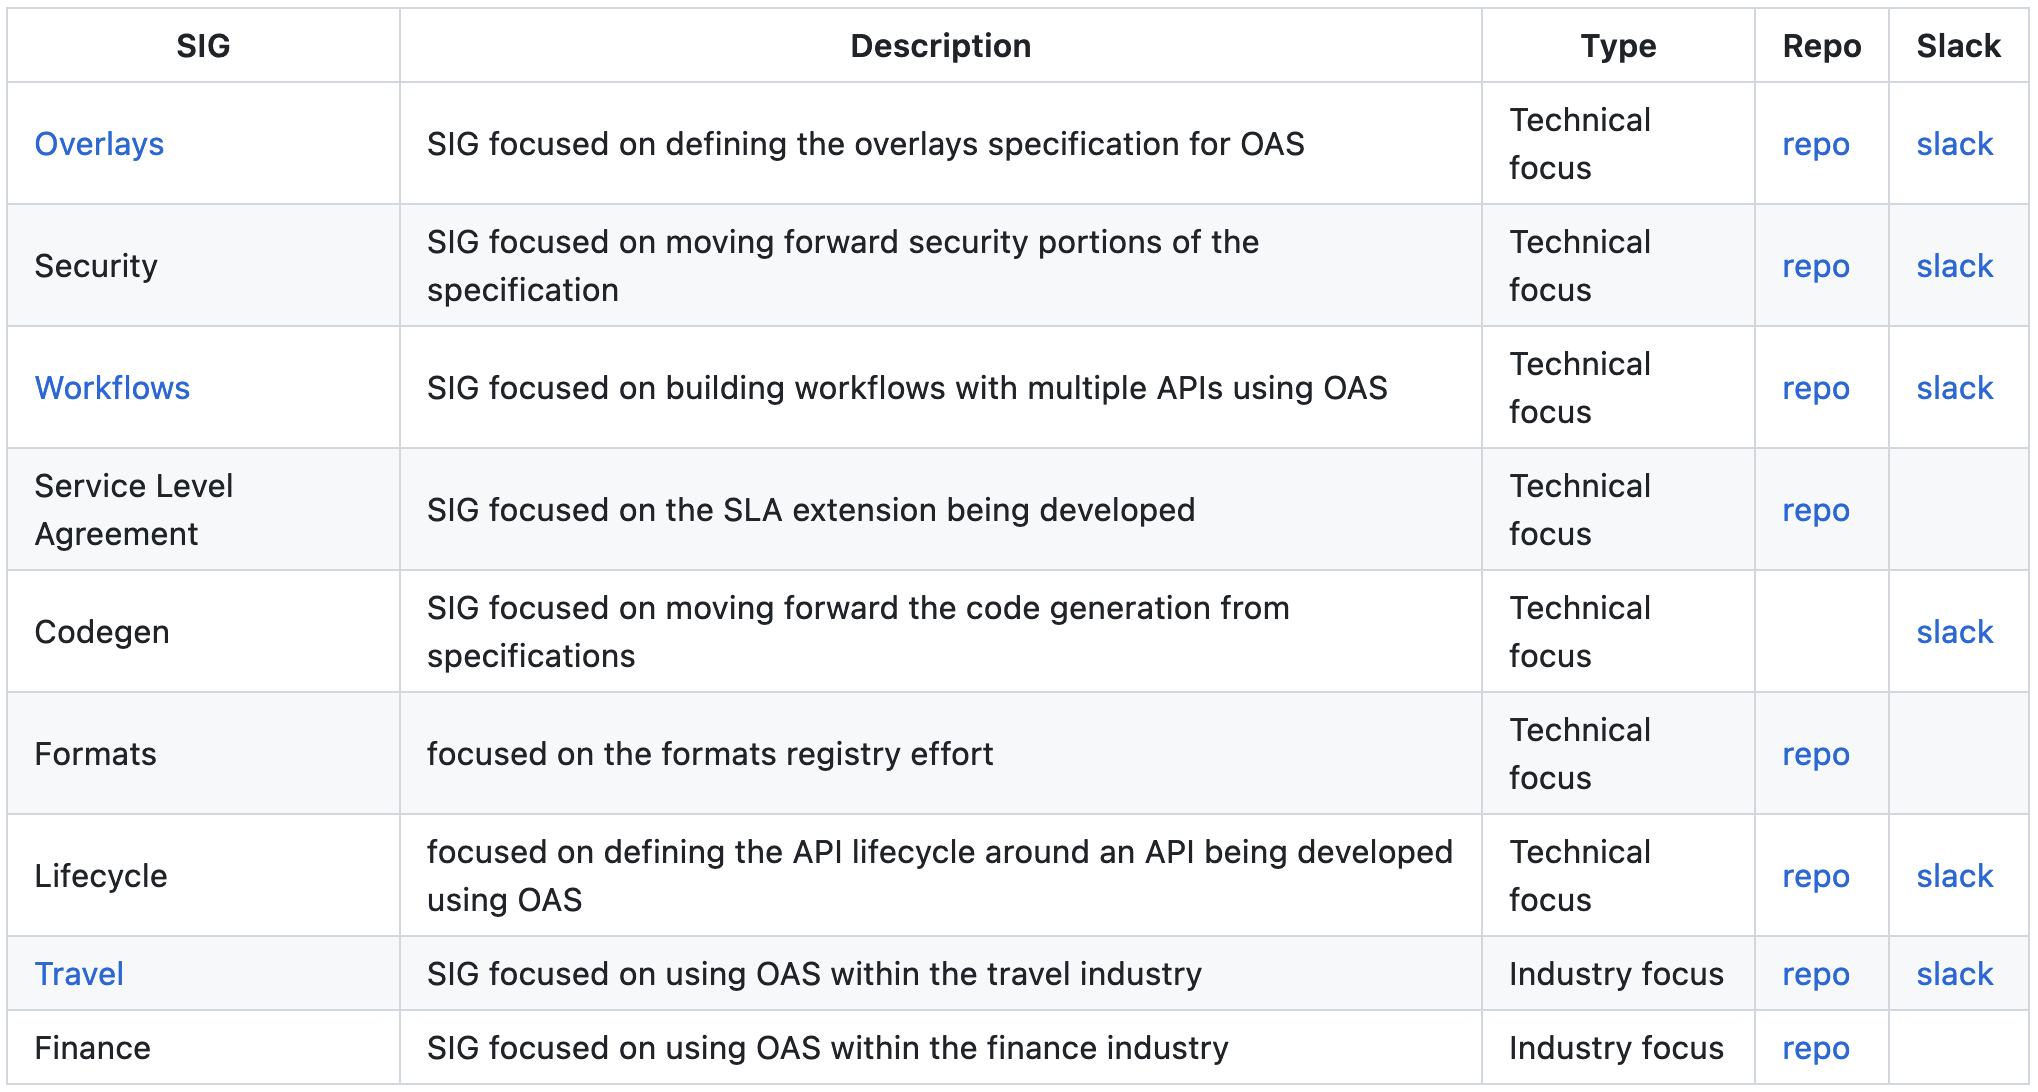 SIG Description Type Repo Slack
Overlays SIG focused on defining the overlays specification for OAS Technical focus repo slack
Security SIG focused on moving forward security portions of the specification Technical focus repo slack
Workflows SIG focused on building workflows with multiple APIs using OAS Technical focus repo slack
Service Level Agreement SIG focused on the SLA extension being developed Technical focus repo
Codegen SIG focused on moving forward the code generation from specifications Technical focus slack
Formats focused on the formats registry effort Technical focus repo
Lifecycle focused on defining the API lifecycle around an API being developed using OAS Technical focus repo slack
Travel SIG focused on using OAS within the travel industry Industry focus repo slack
Finance SIG focused on using OAS within the finance industry Industry focus repo